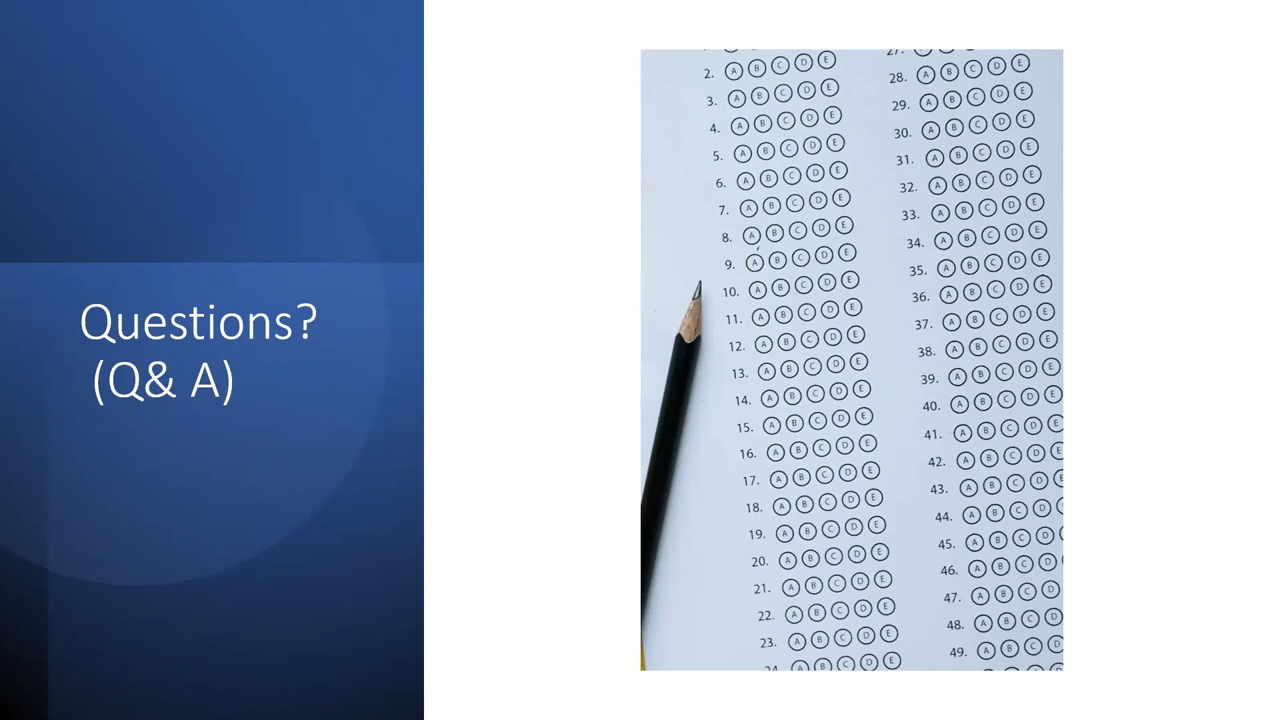 Questions?
(Q& A)
2. A B C D E
3. A B C D E
4. A B C D E
5. A B C D E
6. A B C D E
7. A B C D E
8. A B C D E
9. A B C D E
10. A B C D E
11. A B C D E
12. A B C D E
13. A B C D E
14. A B C D E
15. A B C D E
16. A B C D E
17. A B C D E
18. A B C D E
19. A B C D E
20. A B C D E
21. A B C D E
22. A B C D E
23. A B C D E
24. A B C D E
27.
28. A B C D E
29. A B C D E
30. A B C D E
31. A B C D E
32. A B C D E
33. A B C D E
34. A B C D E
35. A B C D E
36. A B C D E
37. A B C D E
38. A B C D E
39. A B C D E
40. A B C D E
41. A B C D E
42. A B C D E
43. A B C D E
44. A B C D
45. A B C D
46. A B C D
47. A B C D
48. A B C D
49. A B C D